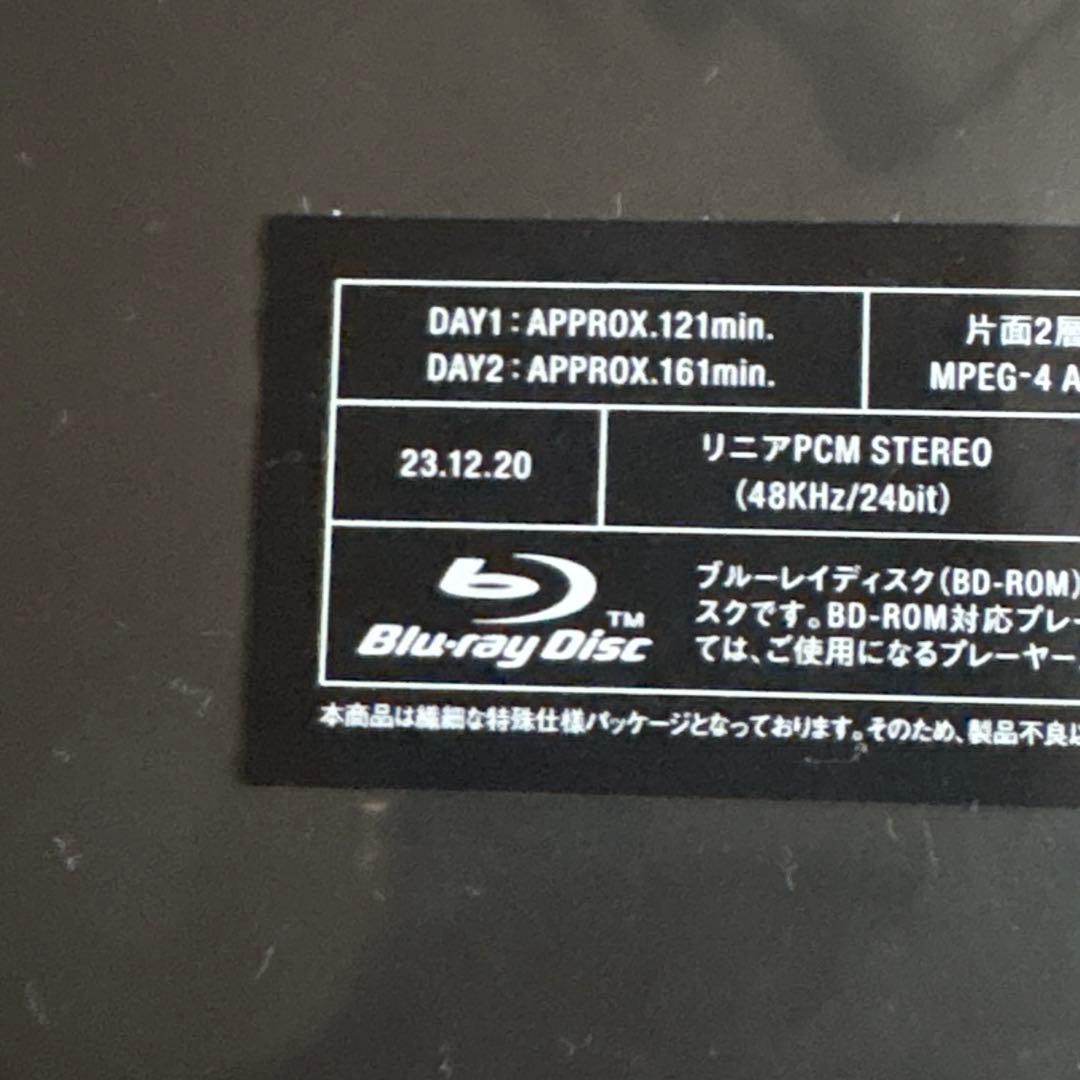 DAY1:APPROX.121min.
DAY2:APPROX.161min.
片面2層
MPEG-4 A
23.12.20
リニアPCM STEREO
(48KHz/24bit)
Blu-ray Disc TM
ブルーレイディスク(BD-ROM)
スクです。BD-ROM対応プレー
ては、ご使用になるプレーヤー
本商品は繊細な特殊仕様パッケージとなっております。そのため、製品不良以